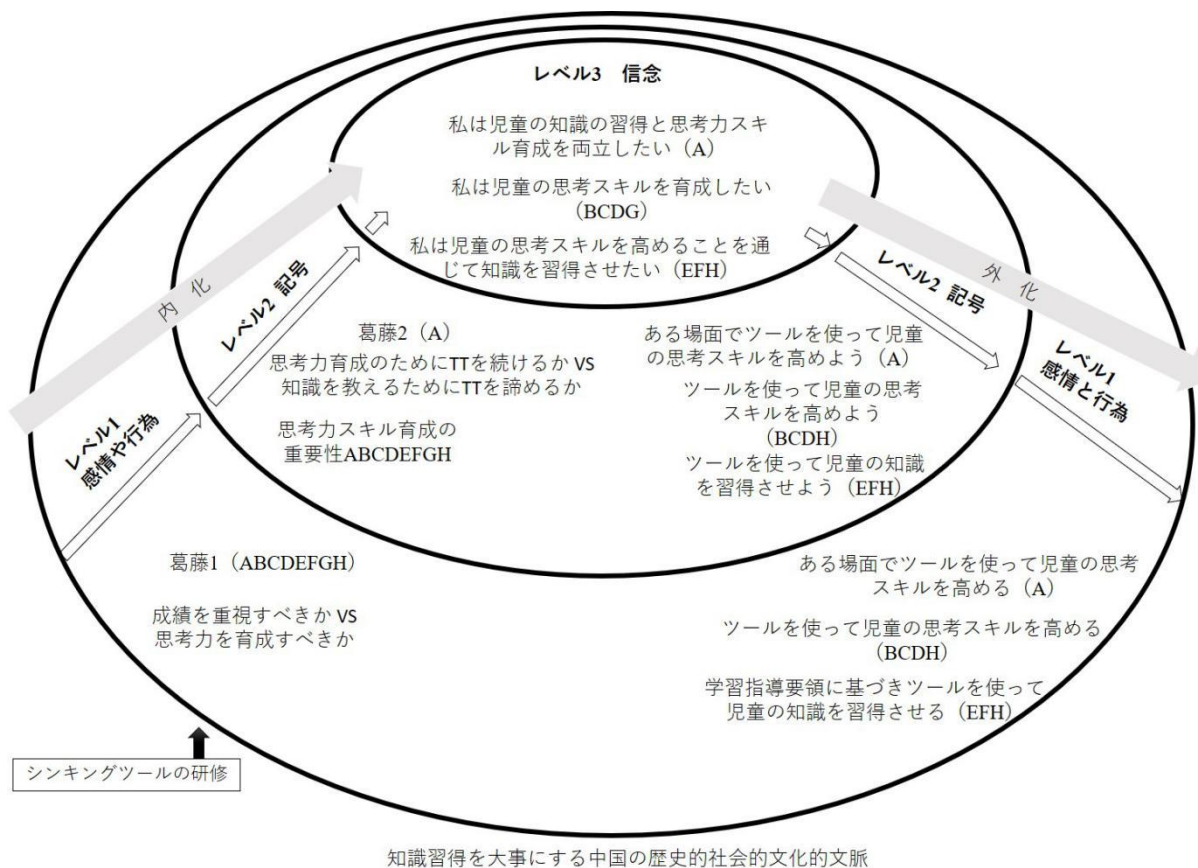 レベル3 信念
私は児童の知識の習得と思考力スキ
ル育成を両立したい（A）
私は児童の思考スキルを育成したい
(BCDG)
私は児童の思考スキルを高めることを通
じて知識を習得させたい（EFH）
内 化
レベル2 記号
レベル1
感情や行為
葛藤2（A）
思考力育成のためにTTを続けるか VS
知識を教えるためにTTを諦めるか
思考力スキル育成の
重要性ABCDEFGH
葛藤1（ABCDEFGH）
成績を重視すべきか VS
思考力を育成すべきか
シンキングツールの研修
外 化
レベル2 記号
レベル1
感情と行為
ある場面でツールを使って児童
の思考スキルを高めよう（A）
ツールを使って児童の思考
スキルを高めよう
(BCDH)
ツールを使って児童の知識
を習得させよう（EFH）
ある場面でツールを使って児童の思考
スキルを高める（A）
ツールを使って児童の思考スキルを高める
(BCDH)
学習指導要領に基づきツールを使って
児童の知識を習得させる（EFH）
知識習得を大事にする中国の歴史的社会的文化的文脈